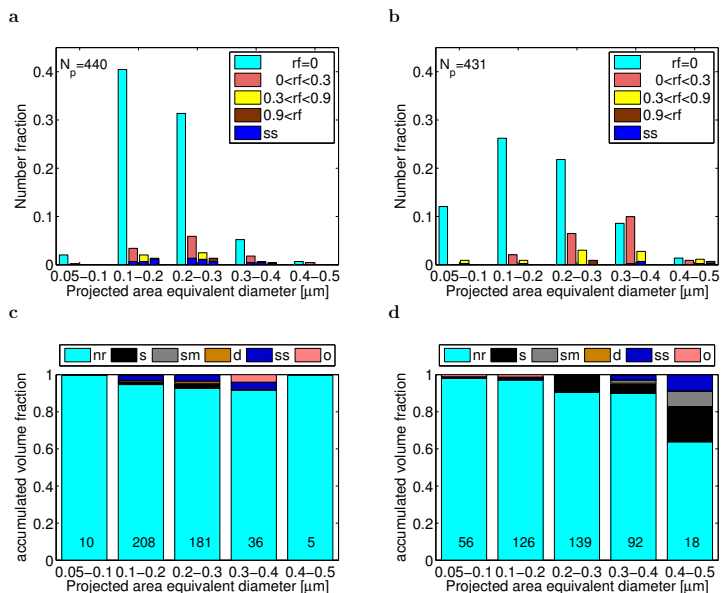 a
N_p=440
rf=0
0<rf<0.3
0.3<rf<0.9
0.9<rf
ss
Number fraction
0.4
0.3
0.2
0.1
0
0.05−0.1 0.1−0.2 0.2−0.3 0.3−0.4 0.4−0.5
Projected area equivalent diameter [µm]
b
N_p=431
rf=0
0<rf<0.3
0.3<rf<0.9
0.9<rf
ss
Number fraction
0.4
0.3
0.2
0.1
0
0.05−0.1 0.1−0.2 0.2−0.3 0.3−0.4 0.4−0.5
Projected area equivalent diameter [µm]
c
nr s sm d ss o
accumulated volume fraction
1
0.8
0.6
0.4
0.2
0
10 208 181 36 5
0.05−0.1 0.1−0.2 0.2−0.3 0.3−0.4 0.4−0.5
Projected area equivalent diameter [µm]
d
nr s sm d ss o
accumulated volume fraction
1
0.8
0.6
0.4
0.2
0
56 126 139 92 18
0.05−0.1 0.1−0.2 0.2−0.3 0.3−0.4 0.4−0.5
Projected area equivalent diameter [µm]